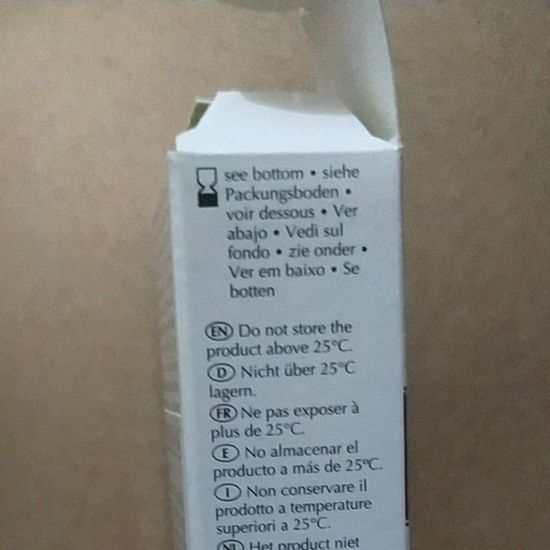 see bottom • siehe
Packungsboden •
voir dessous • Ver
abajo • Vedi sul
fondo • zie onder •
Ver em baixo • Se
botten
EN Do not store the
product above 25°C.
D Nicht über 25°C
lagern.
FR Ne pas exposer à
plus de 25°C.
E No almacenar el
producto a más de 25°C.
I Non conservare il
prodotto a temperature
superiori a 25°C.
NL Het product niet